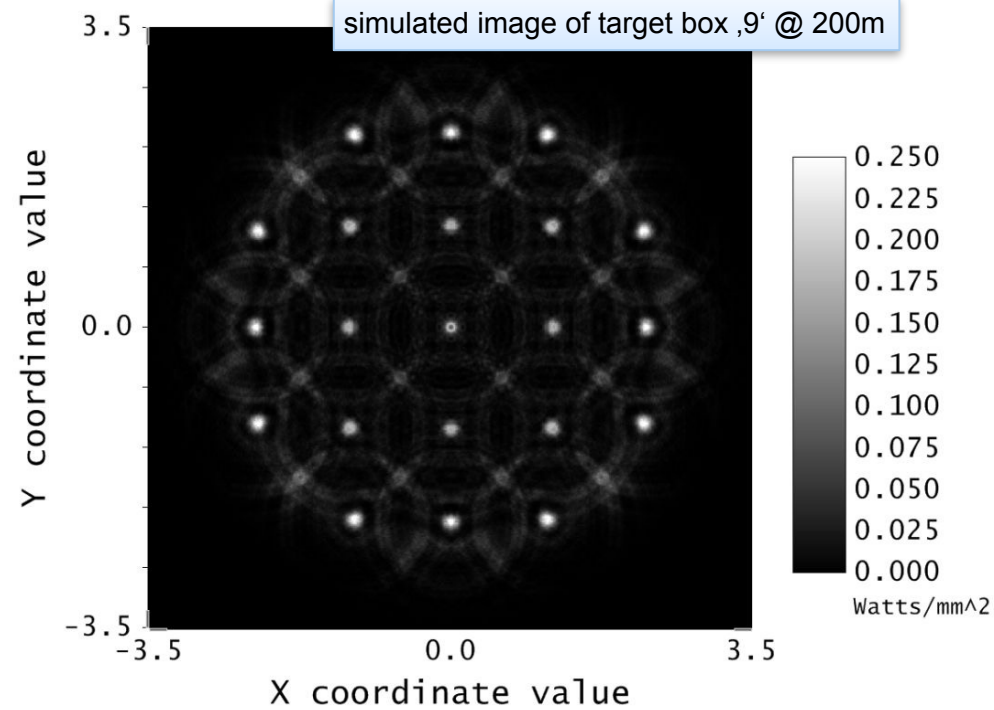 simulated image of target box ‚9‘ @ 200m
3.5
0.0
-3.5
Y coordinate value
-3.5 0.0 3.5
X coordinate value
0.250
0.225
0.200
0.175
0.150
0.125
0.100
0.075
0.050
0.025
0.000
Watts/mm^2